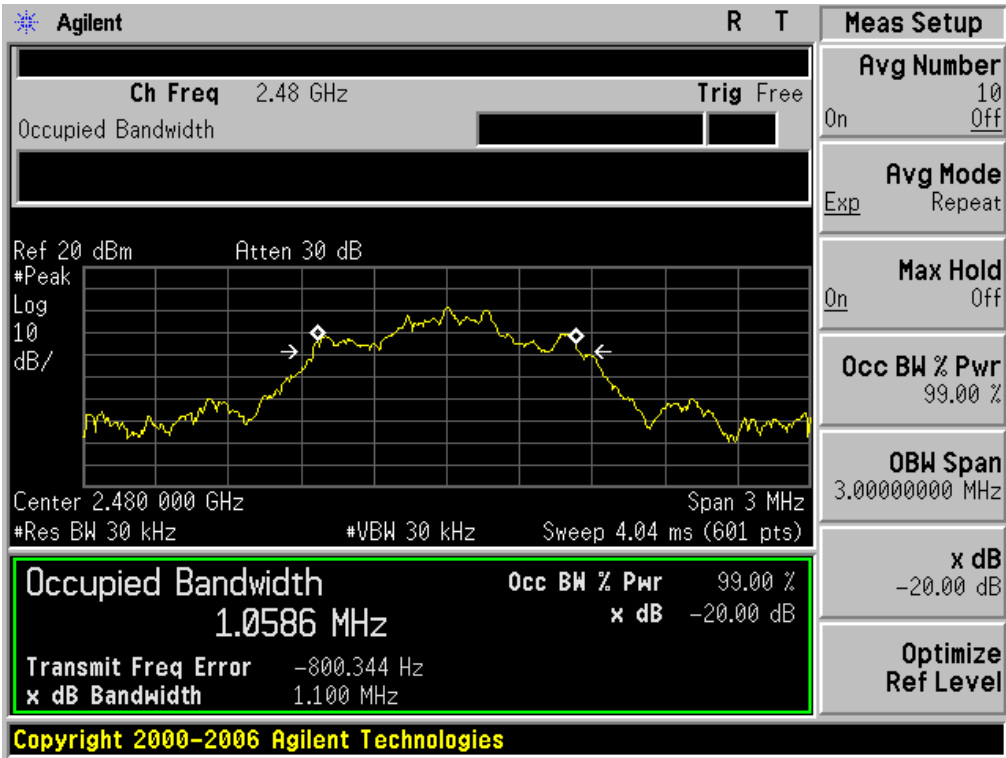 Agilent R T
Meas Setup
Ch Freq 2.48 GHz Trig Free
Occupied Bandwidth
Avg Number
10
On Off
Avg Mode
Exp Repeat
Max Hold
On Off
Occ BW % Pwr
99.00 %
OBW Span
3.00000000 MHz
x dB
-20.00 dB
Optimize
Ref Level
Ref 20 dBm Atten 30 dB
#Peak
Log
10
dB/
Center 2.480 000 GHz Span 3 MHz
#Res BW 30 kHz #VBW 30 kHz Sweep 4.04 ms (601 pts)
Occupied Bandwidth Occ BW % Pwr 99.00 %
1.0586 MHz x dB -20.00 dB
Transmit Freq Error -800.344 Hz
x dB Bandwidth 1.100 MHz
Copyright 2000-2006 Agilent Technologies